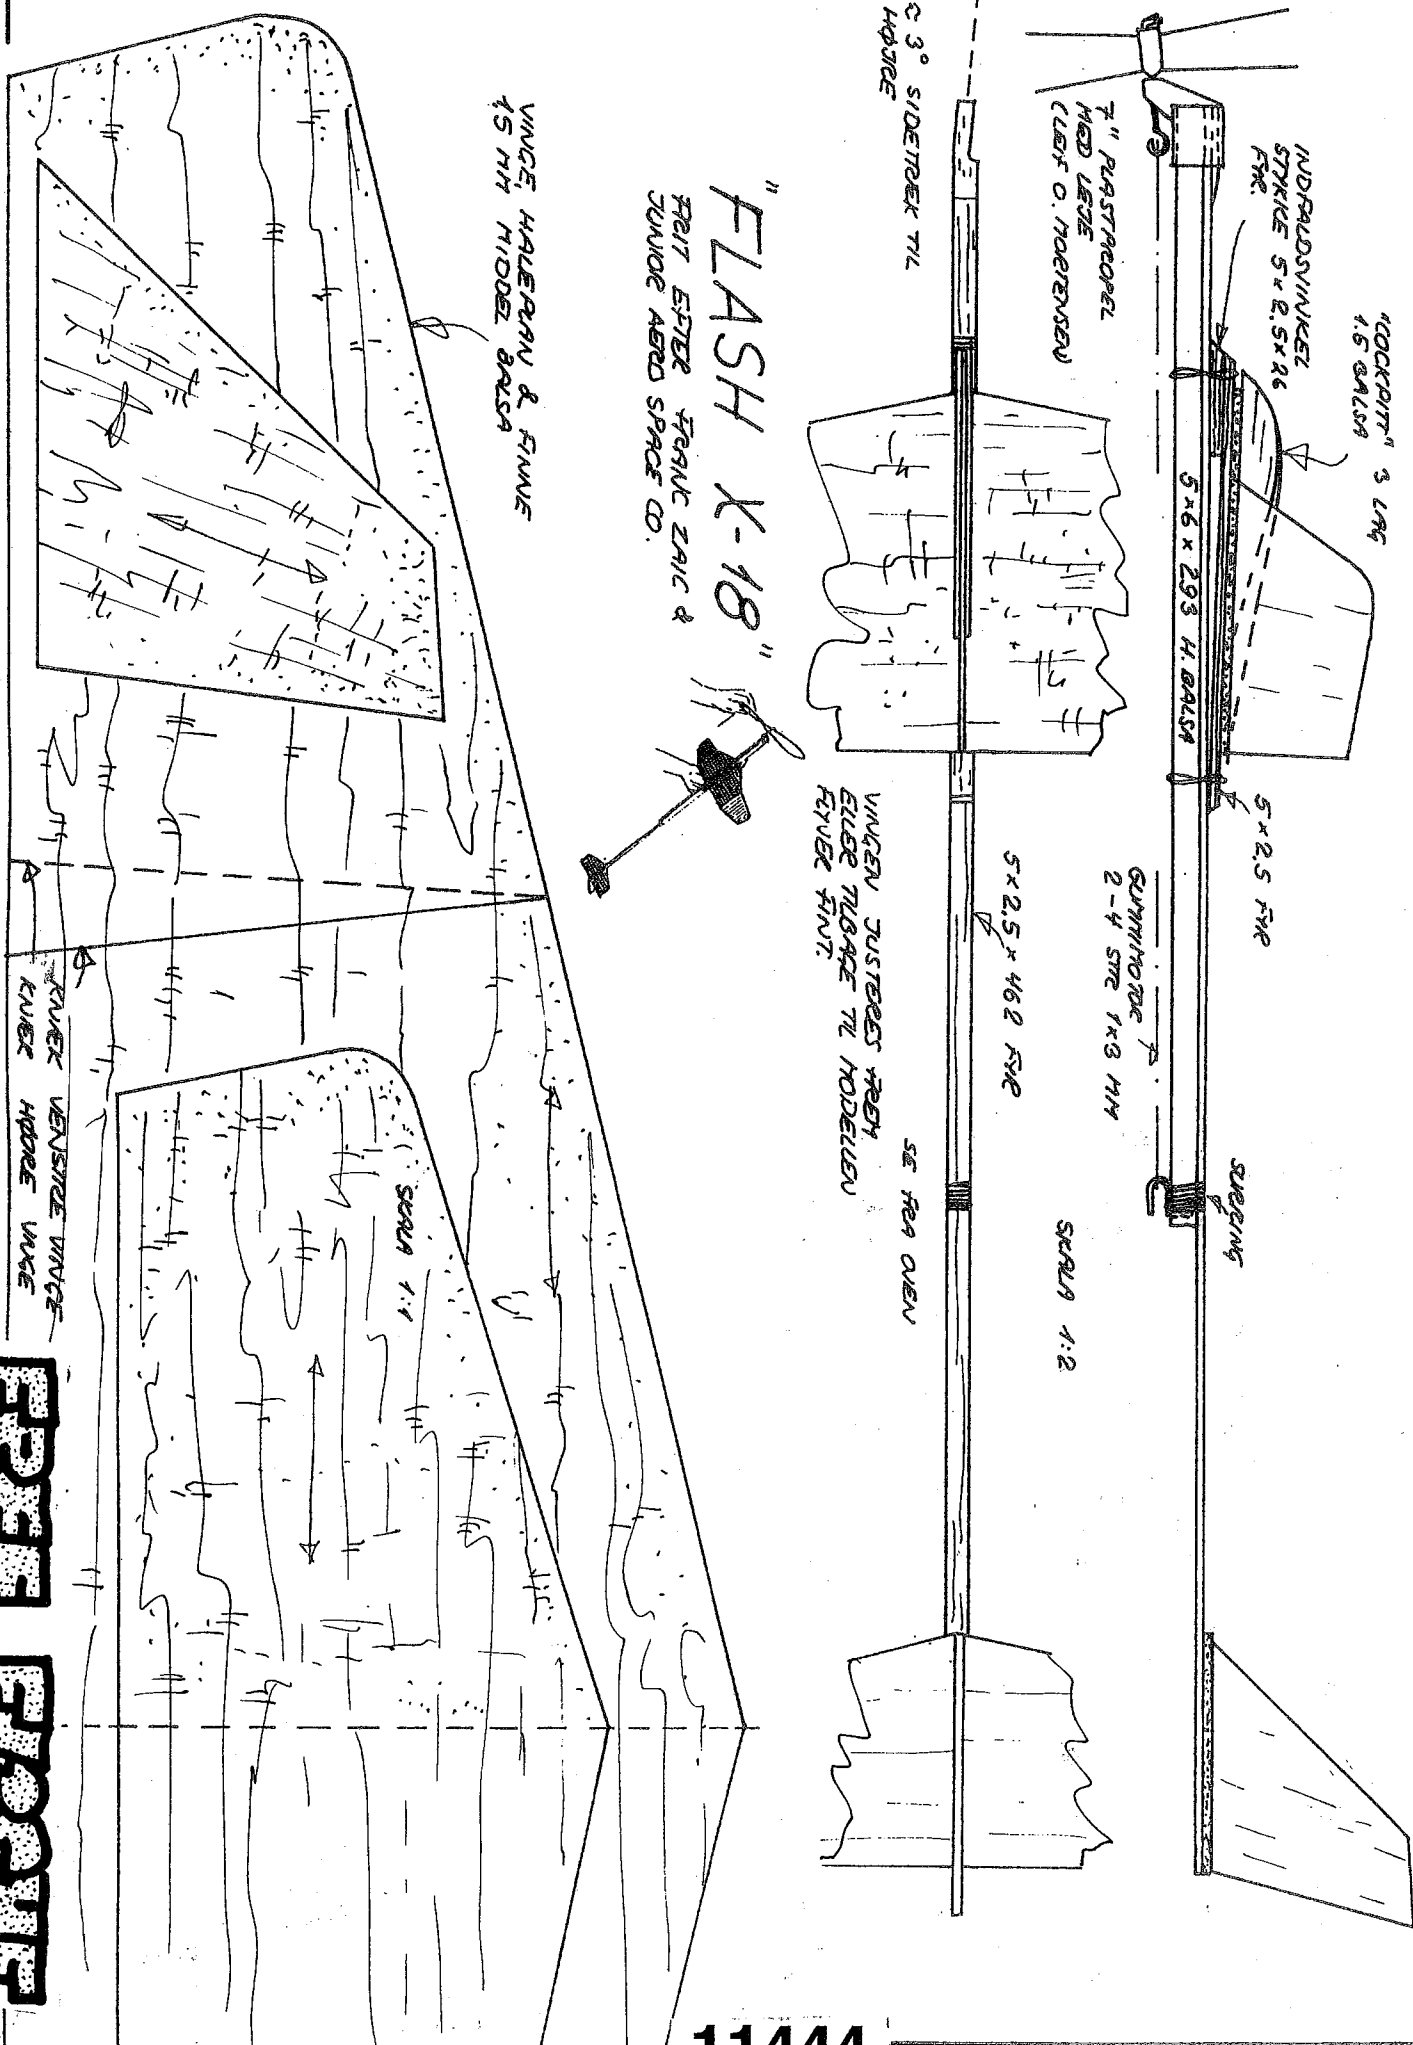 "COCKPITT" 3 LAG
1.5 BALSA
INDFALDSVINKEL
STYKKE 5×2,5×26
FYR.
7" PLASTPROPEL
MED LEJE
(LEIF O. MORTENSEN)
5×6×293 H.BALSA
5×2,5 FYR
GUMMIMOTOR
2-4 STR 1×3 MM
SURRING
SKALA 1:2
3° SIDETRÆK TIL
HØJRE
5×2,5×462 FYR
SE FRA OVEN
VINGEN JUSTERES FREM
ELLER TILBAGE TIL MODELLEN
FLYVER FINT.
"FLASH X-18"
FRIT EFTER FRANK ZAIC &
JUNIOR AERO SPACE CO.
VINGE, HALEPLAN & FINNE
1,5 MM MIDDEL BALSA
SKALA 1:1
KNÆK VENSTRE VINGE
KNÆK HØJRE VINGE
11444